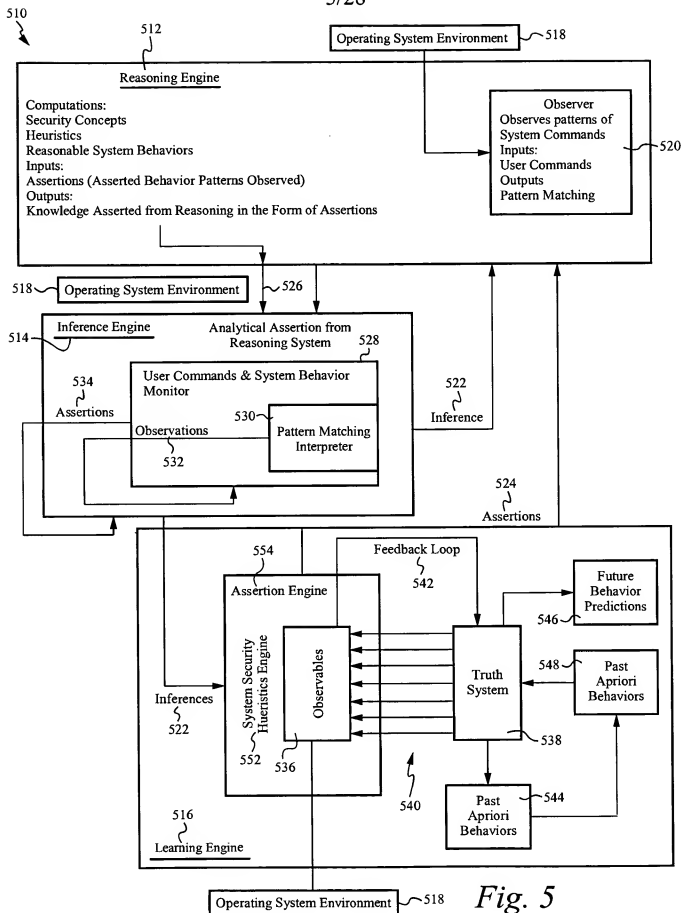 5/28
510
512
Operating System Environment
518
Reasoning Engine
Computations:
Security Concepts
Heuristics
Reasonable System Behaviors
Inputs:
Assertions (Asserted Behavior Patterns Observed)
Outputs:
Knowledge Asserted from Reasoning in the Form of Assertions
Observer
Observes patterns of
System Commands
Inputs:
User Commands
Outputs
Pattern Matching
520
518
Operating System Environment
526
Inference Engine
514
Analytical Assertion from
Reasoning System
528
User Commands & System Behavior
Monitor
534
Assertions
530
Observations
532
Pattern Matching
Interpreter
522
Inference
524
Assertions
554
Assertion Engine
Feedback Loop
542
Future
Behavior
Predictions
546
System Security
Hueristics Engine
552
Observables
536
Truth
System
538
548
Past
Apriori
Behaviors
Inferences
522
540
544
Past
Apriori
Behaviors
516
Learning Engine
Operating System Environment
518
Fig. 5